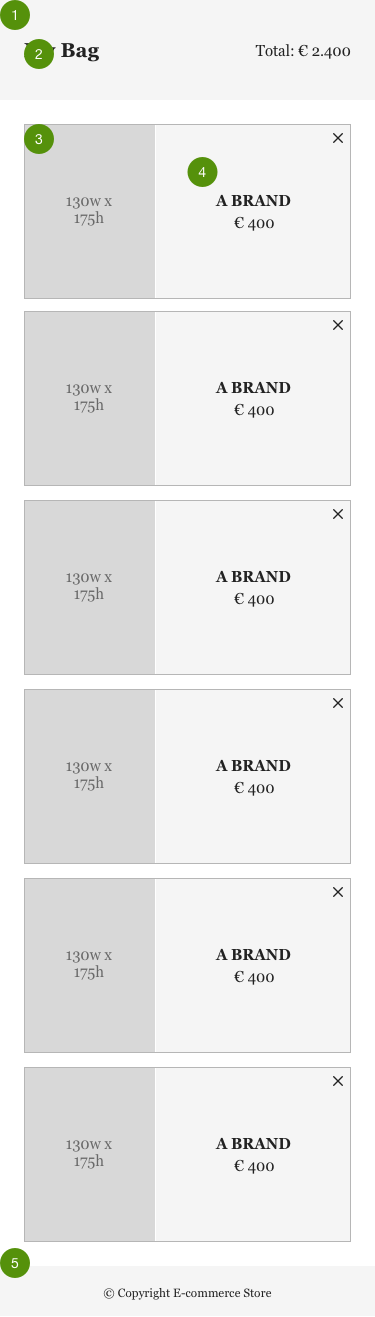 1
2
Bag
Total: € 2.400
3
4
130w x
175h
A BRAND
€ 400
130w x
175h
A BRAND
€ 400
130w x
175h
A BRAND
€ 400
130w x
175h
A BRAND
€ 400
130w x
175h
A BRAND
€ 400
130w x
175h
A BRAND
€ 400
5
© Copyright E-commerce Store